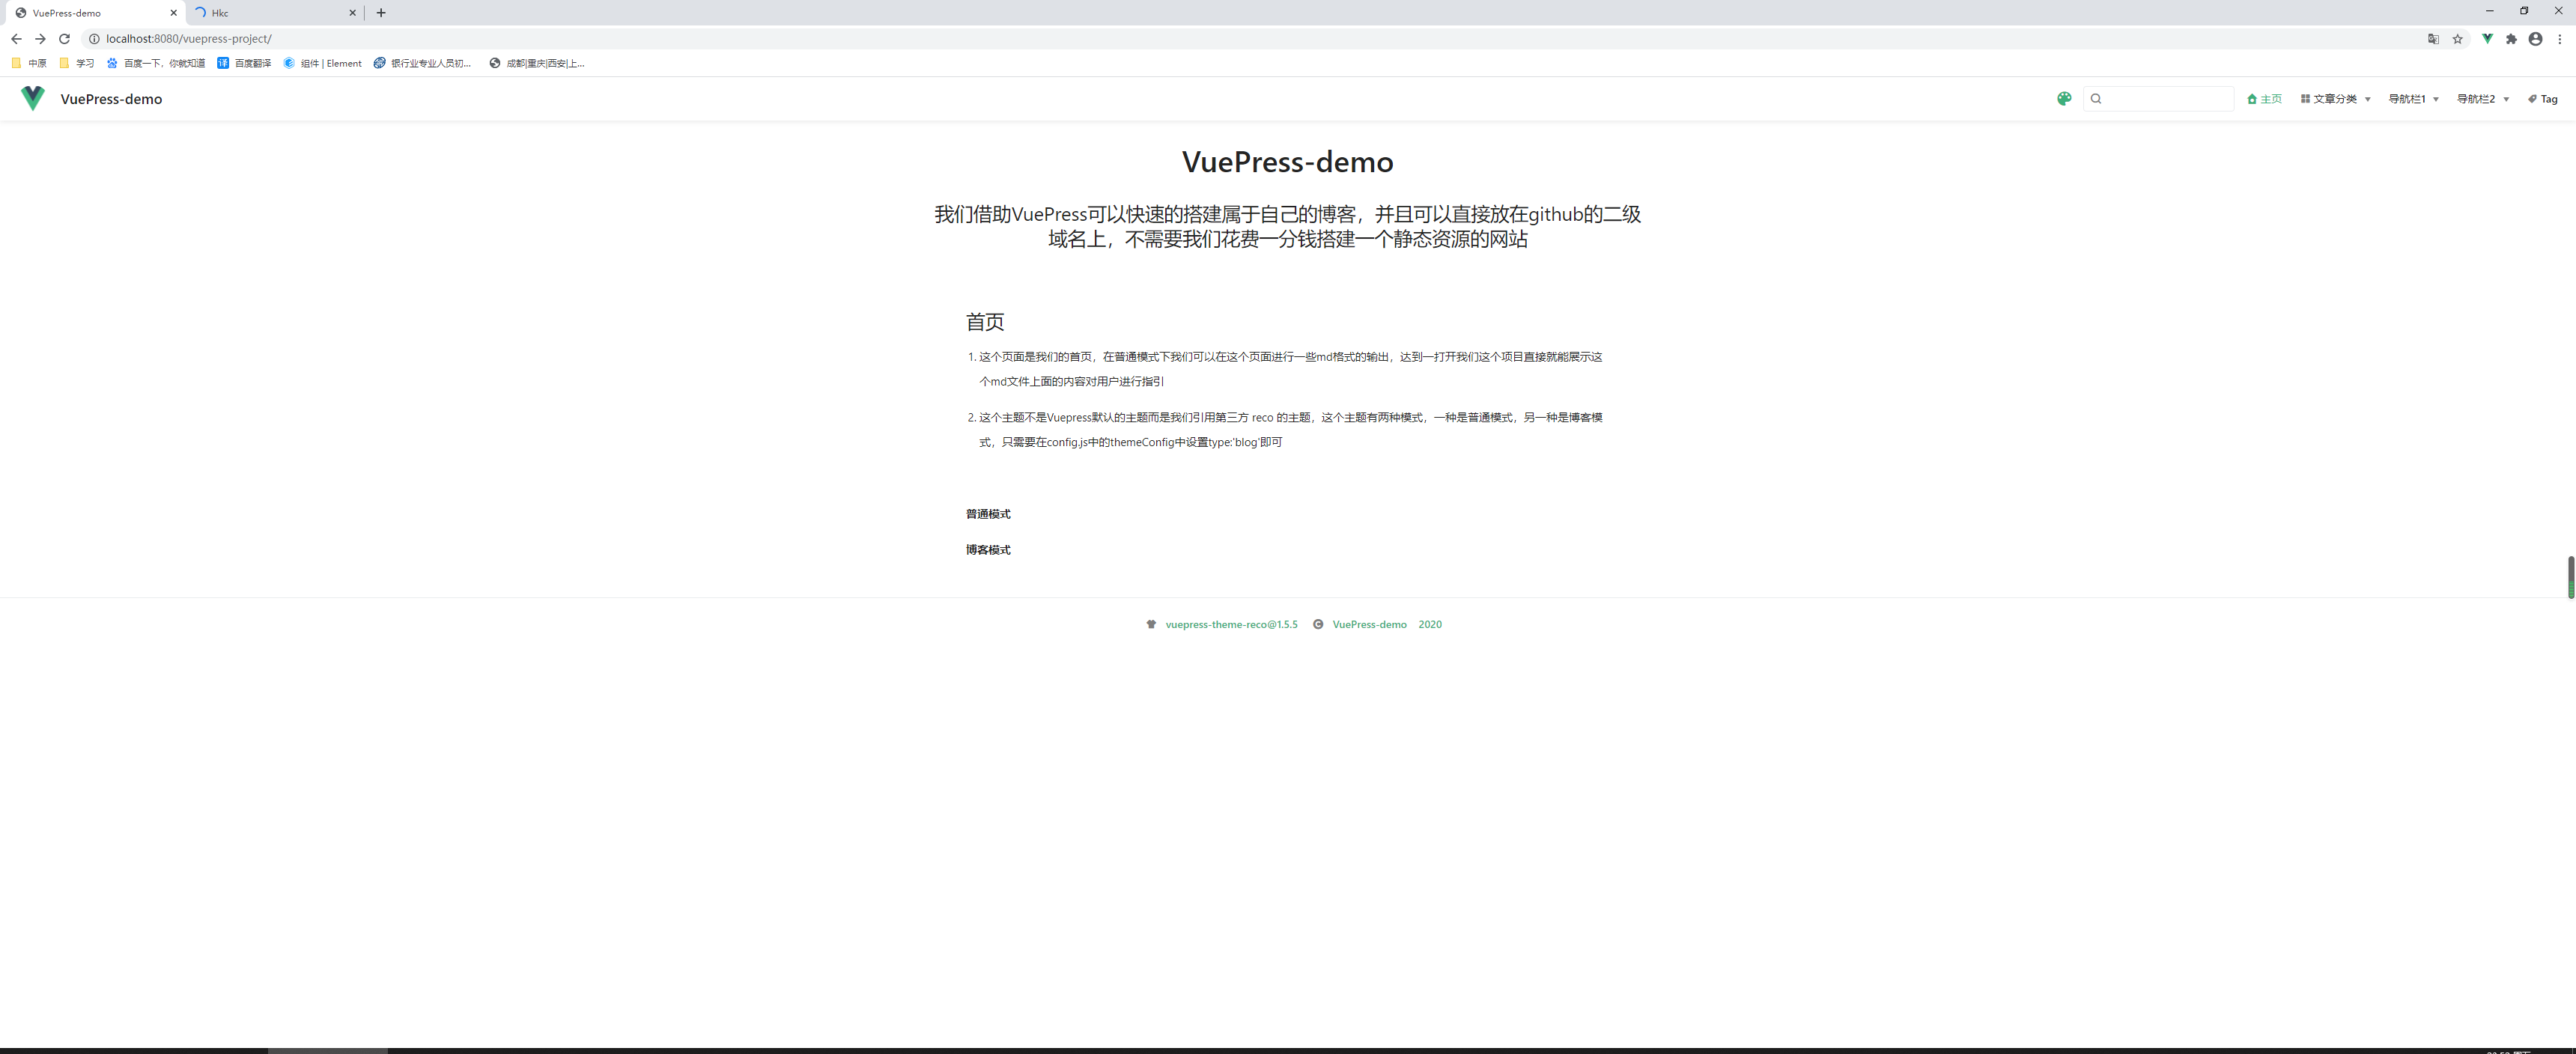 VuePress-demo
Hkc
localhost:8080/vuepress-project/
中原
学习
百度一下，你就知道
译
百度翻译
组件 | Element
银行业专业人员初...
成都|重庆|西安|上...
VuePress-demo
主页
文章分类
导航栏1
导航栏2
Tag
VuePress-demo
我们借助VuePress可以快速的搭建属于自己的博客，并且可以直接放在github的二级
域名上，不需要我们花费一分钱搭建一个静态资源的网站
首页
1. 这个页面是我们的首页，在普通模式下我们可以在这个页面进行一些md格式的输出，达到一打开我们这个项目直接就能展示这
个md文件上面的内容对用户进行指引
2. 这个主题不是Vuepress默认的主题而是我们引用第三方 reco 的主题，这个主题有两种模式，一种是普通模式，另一种是博客模
式，只需要在config.js中的themeConfig中设置type:'blog'即可
普通模式
博客模式
vuepress-theme-reco@1.5.5
VuePress-demo
2020